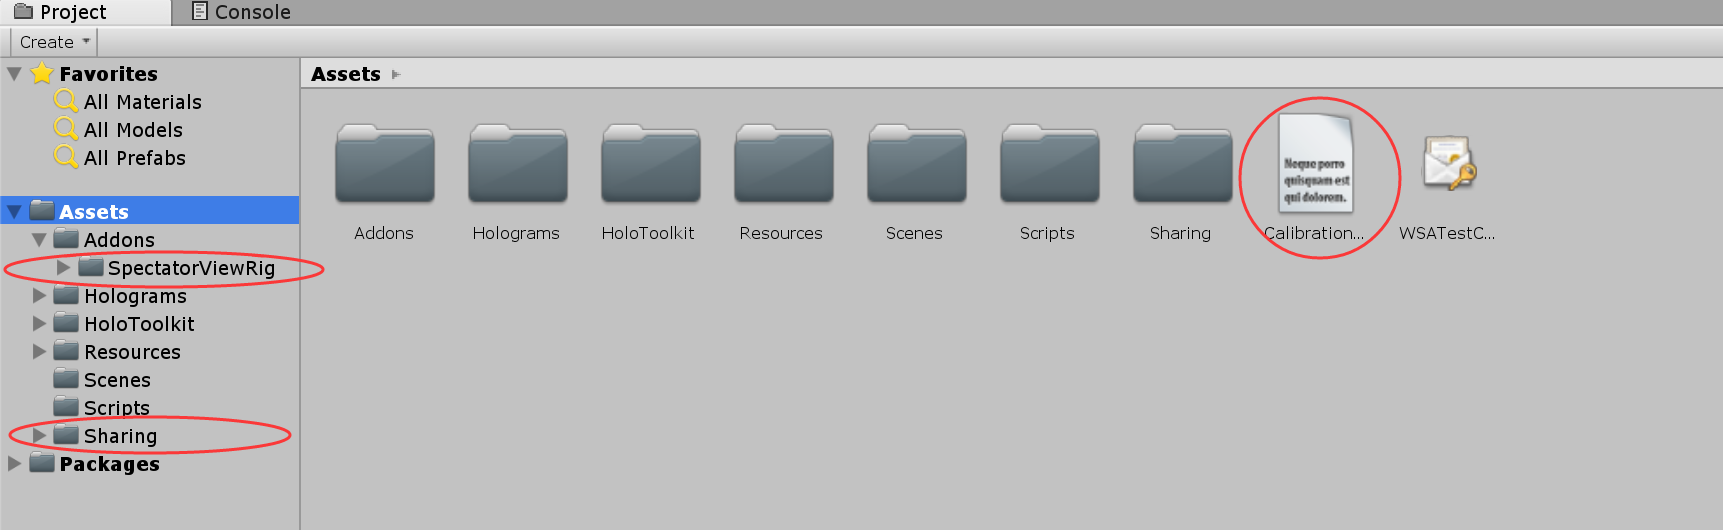 Project
Console
Create
Favorites
All Materials
All Models
All Prefabs
Assets
Addons
SpectatorViewRig
Holograms
HoloToolkit
Resources
Scenes
Scripts
Sharing
Packages
Assets
Neque porro
quisquam est
qui dolorem.
Addons
Holograms
HoloToolkit
Resources
Scenes
Scripts
Sharing
Calibration...
WSATestC...